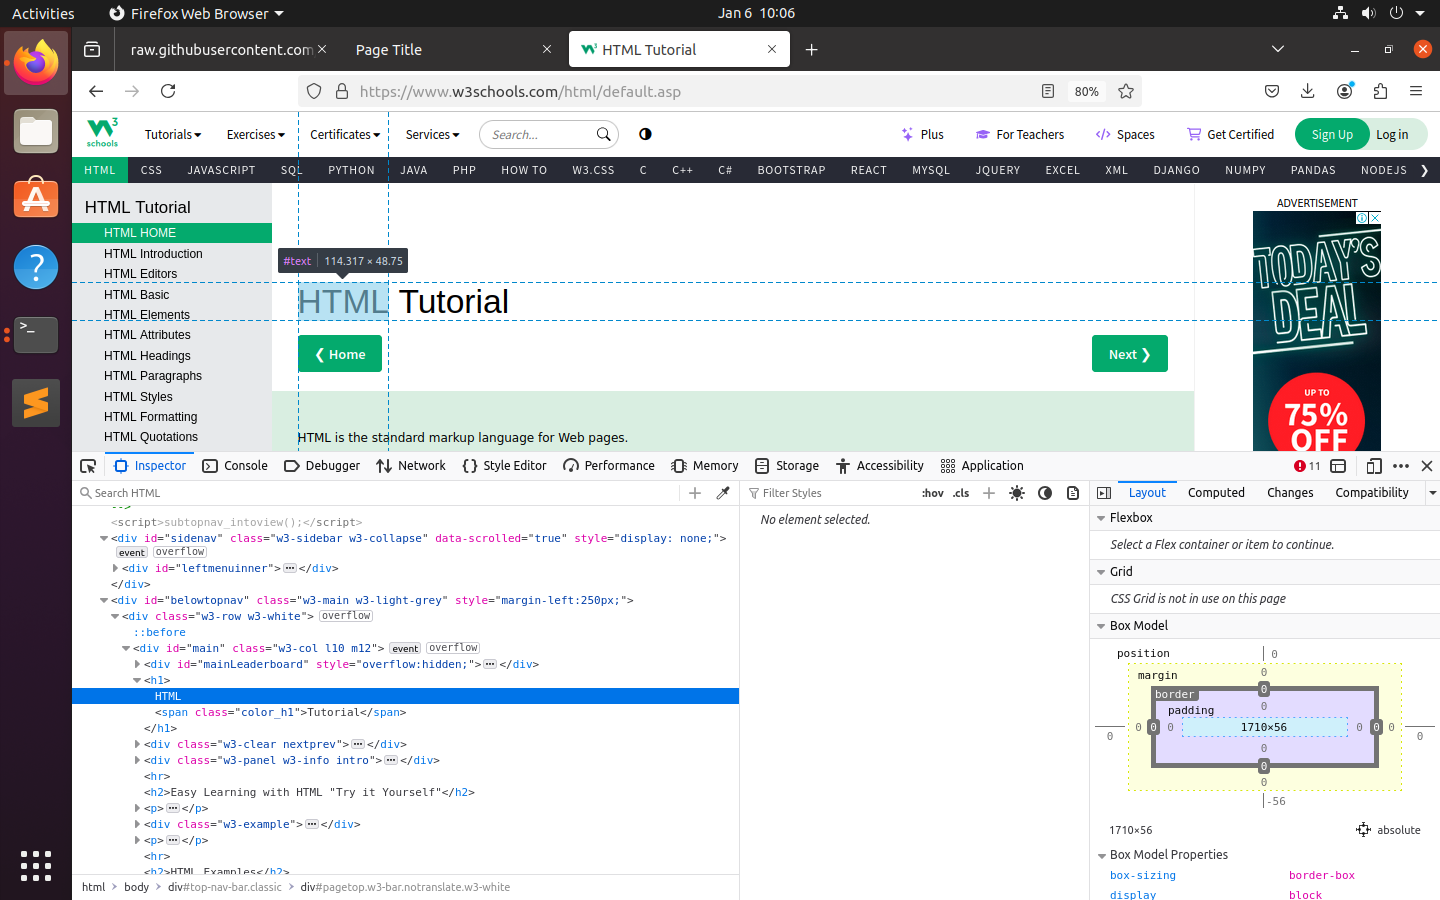 Activities
Firefox Web Browser
Jan 6 10:06
raw.githubusercontent.com
Page Title
HTML Tutorial
https://www.w3schools.com/html/default.asp
80%
W3
schools
Tutorials
Exercises
Certificates
Services
Search...
Plus
For Teachers
Spaces
Get Certified
Sign Up
Log in
HTML
CSS
JAVASCRIPT
SQL
PYTHON
JAVA
PHP
HOW TO
W3.CSS
C
C++
C#
BOOTSTRAP
REACT
MYSQL
JQUERY
EXCEL
XML
DJANGO
NUMPY
PANDAS
NODEJS
❯
HTML Tutorial
HTML HOME
HTML Introduction
HTML Editors
HTML Basic
HTML Elements
HTML Attributes
HTML Headings
HTML Paragraphs
HTML Styles
HTML Formatting
HTML Quotations
#text
114.317 × 48.75
HTML Tutorial
❮ Home
Next ❯
HTML is the standard markup language for Web pages.
ADVERTISEMENT
TODAY'S
DEAL
UP TO
75%
OFF
Inspector
Console
Debugger
Network
Style Editor
Performance
Memory
Storage
Accessibility
Application
11
Search HTML
-->
<script>subtopnav_intoview();</script>
<div id="sidenav" class="w3-sidebar w3-collapse" data-scrolled="true" style="display: none;">
event overflow
<div id="leftmenuinner">…</div>
</div>
<div id="belowtopnav" class="w3-main w3-light-grey" style="margin-left:250px;">
<div class="w3-row w3-white"> overflow
::before
<div id="main" class="w3-col l10 m12"> event overflow
<div id="mainLeaderboard" style="overflow:hidden;">…</div>
<h1>
HTML
<span class="color_h1">Tutorial</span>
</h1>
<div class="w3-clear nextprev">…</div>
<div class="w3-panel w3-info intro">…</div>
<hr>
<h2>Easy Learning with HTML "Try it Yourself"</h2>
<p>…</p>
<div class="w3-example">…</div>
<p>…</p>
<hr>
<h2>HTML Examples</h2>
html
body
div#top-nav-bar.classic
div#pagetop.w3-bar.notranslate.w3-white
Filter Styles
:hov
.cls
No element selected.
Layout
Computed
Changes
Compatibility
Flexbox
Select a Flex container or item to continue.
Grid
CSS Grid is not in use on this page
Box Model
position
0
margin
0
border
0
padding
0
0
0
0
1710×56
0
0
0
0
0
0
0
0
-56
1710×56
absolute
Box Model Properties
box-sizing
border-box
display
block